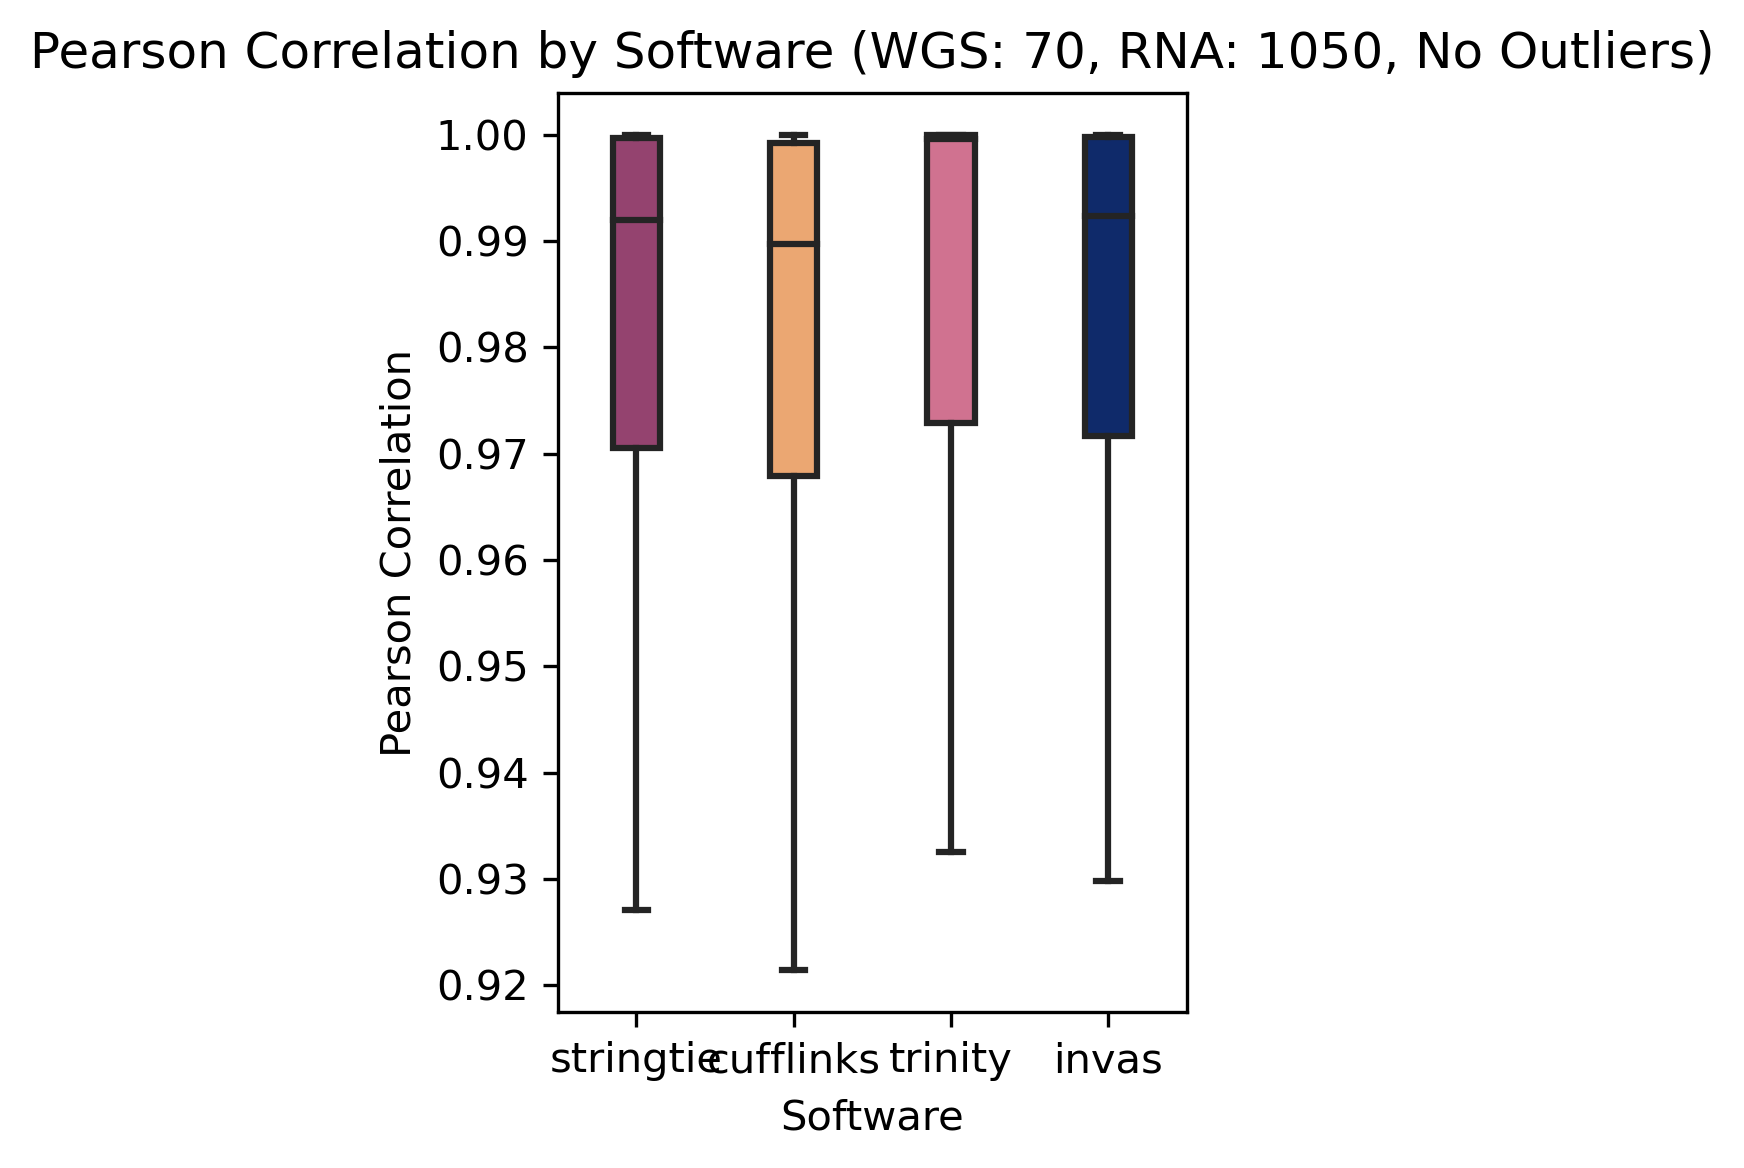 Pearson Correlation by Software (WGS: 70, RNA: 1050, No Outliers)
1.00
0.99
0.98
0.97
0.96
0.95
0.94
0.93
0.92
Pearson Correlation
stringtie cufflinks trinity invas
Software